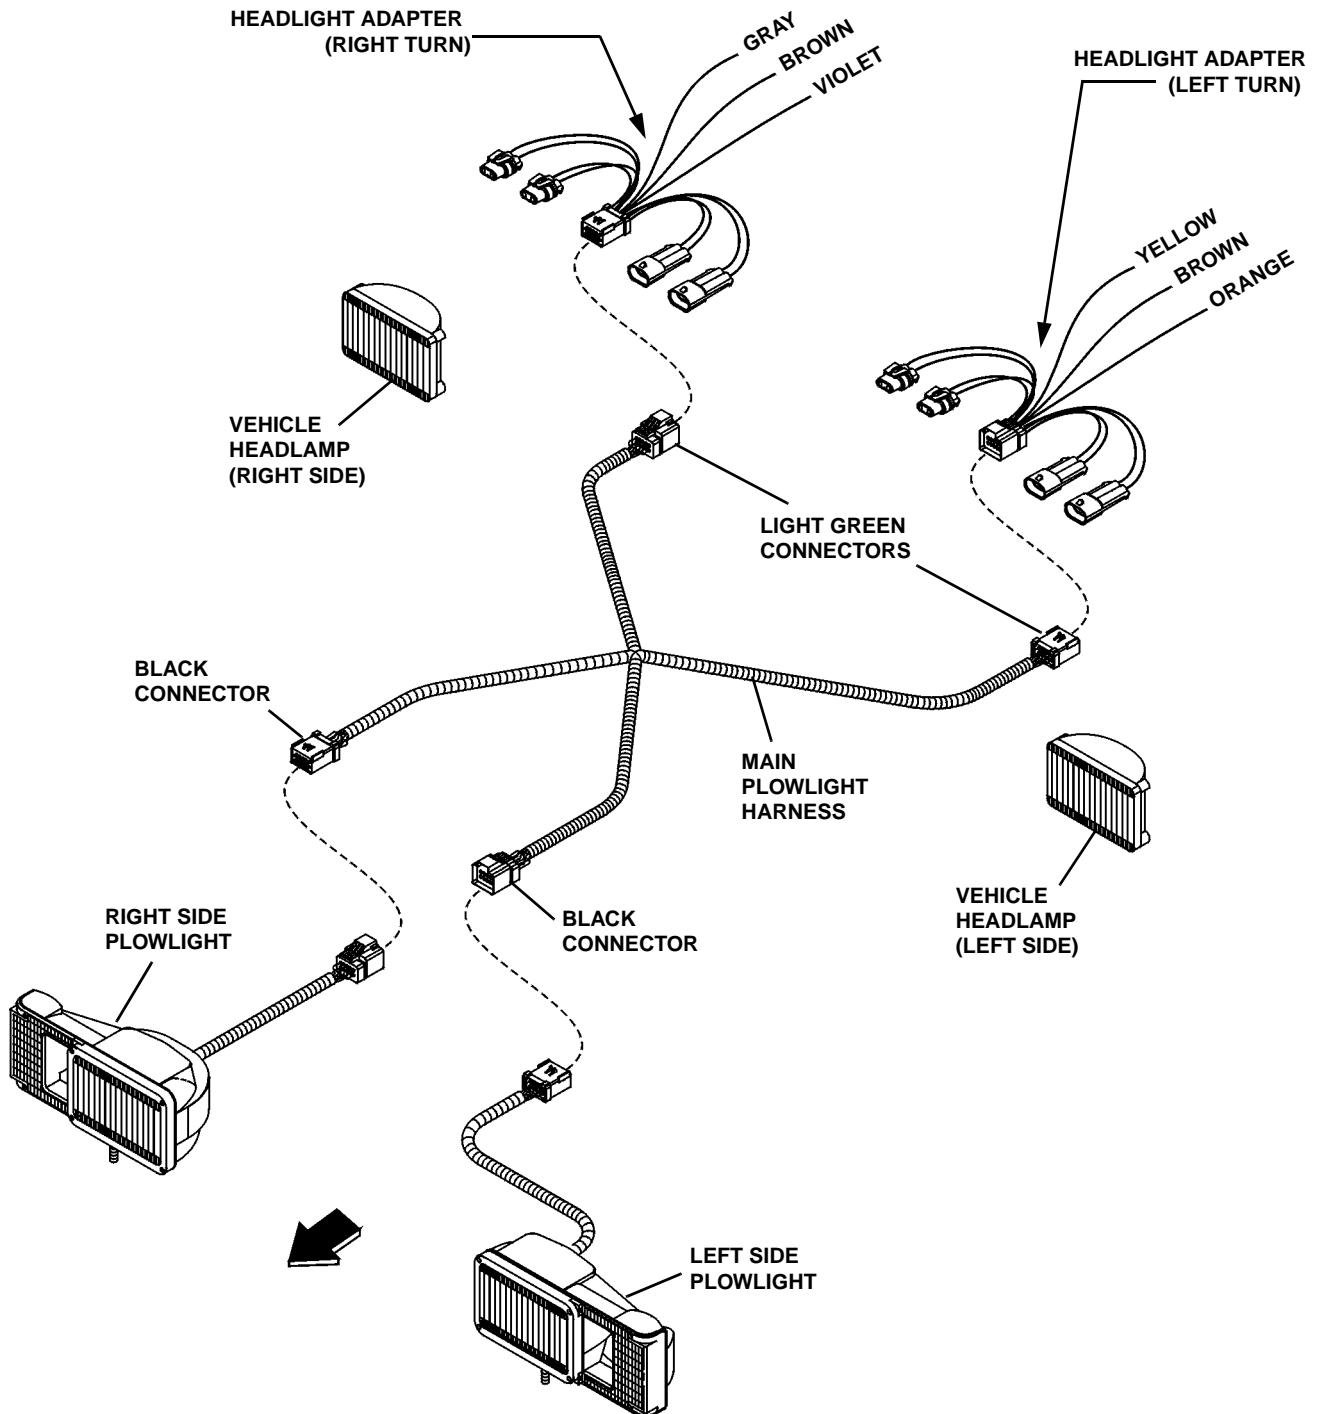 HEADLIGHT ADAPTER
(RIGHT TURN)
GRAY
BROWN
VIOLET
HEADLIGHT ADAPTER
(LEFT TURN)
YELLOW
BROWN
ORANGE
VEHICLE
HEADLAMP
(RIGHT SIDE)
LIGHT GREEN
CONNECTORS
BLACK
CONNECTOR
MAIN
PLOWLIGHT
HARNESS
VEHICLE
HEADLAMP
(LEFT SIDE)
RIGHT SIDE
PLOWLIGHT
BLACK
CONNECTOR
LEFT SIDE
PLOWLIGHT